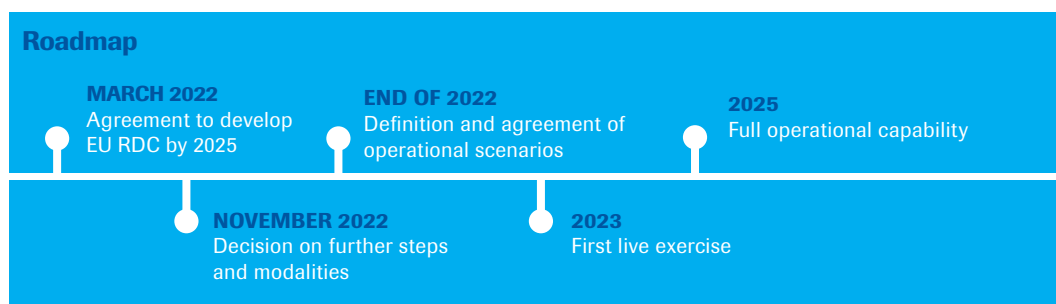 Roadmap
MARCH 2022
Agreement to develop
EU RDC by 2025
NOVEMBER 2022
Decision on further steps
and modalities
END OF 2022
Definition and agreement of
operational scenarios
2023
First live exercise
2025
Full operational capability